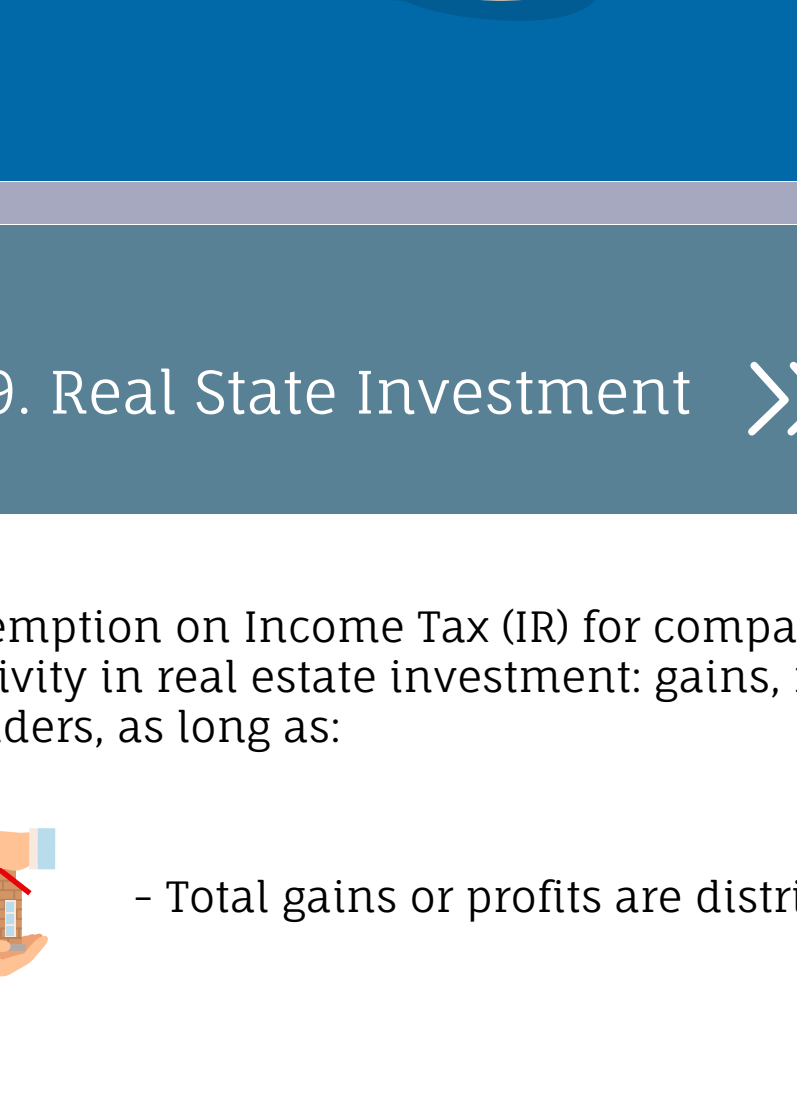 9. Real State Investment
emption on Income Tax (IR) for compa
ivity in real estate investment: gains,
ders, as long as:
- Total gains or profits are distri